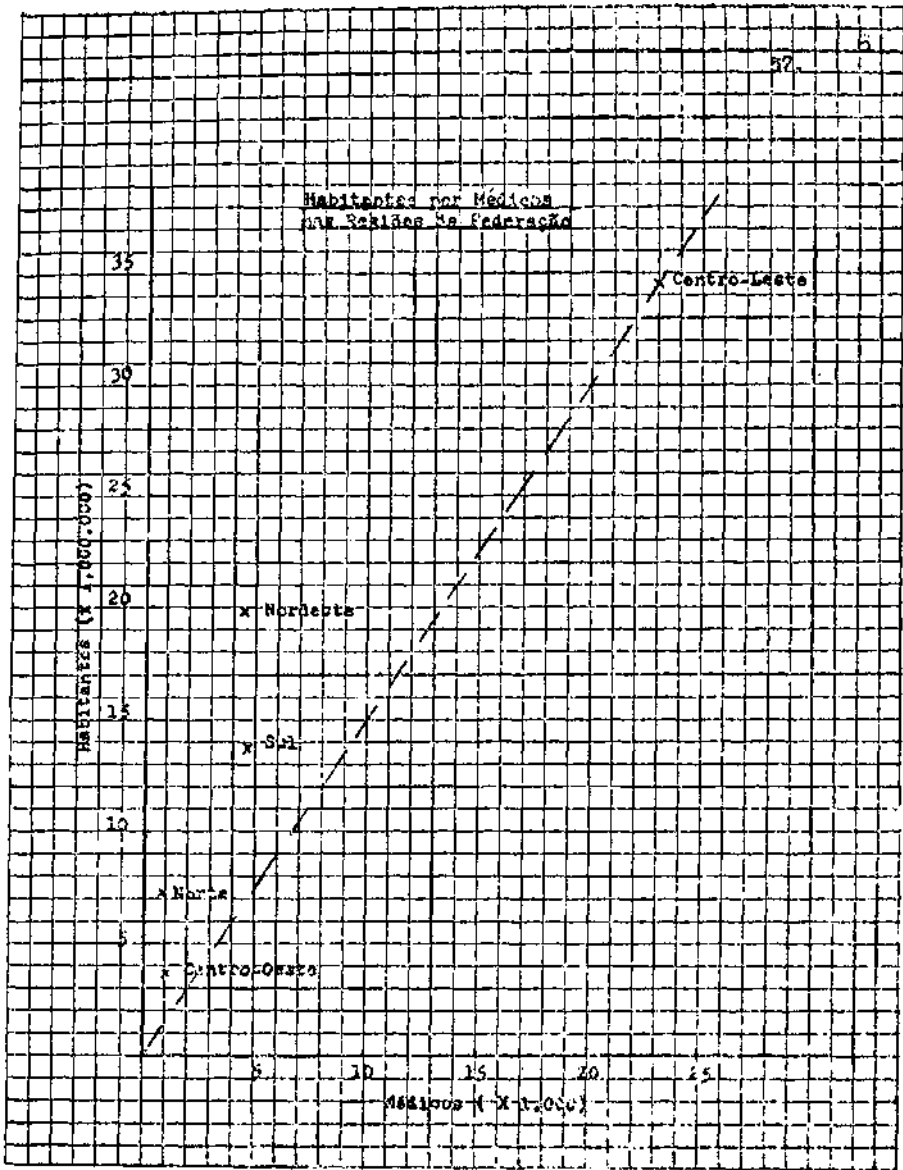 57.
Habitantes por Médicos
nas Regiões da Federação
35
Centro-Leste
30
25
Habitantes (X 1,000.000)
20
x Nordeste
15
x Sul
10
x Norte
5
x Centro-Oeste
5 10 15 20 25
Médicos ( X 1.000)